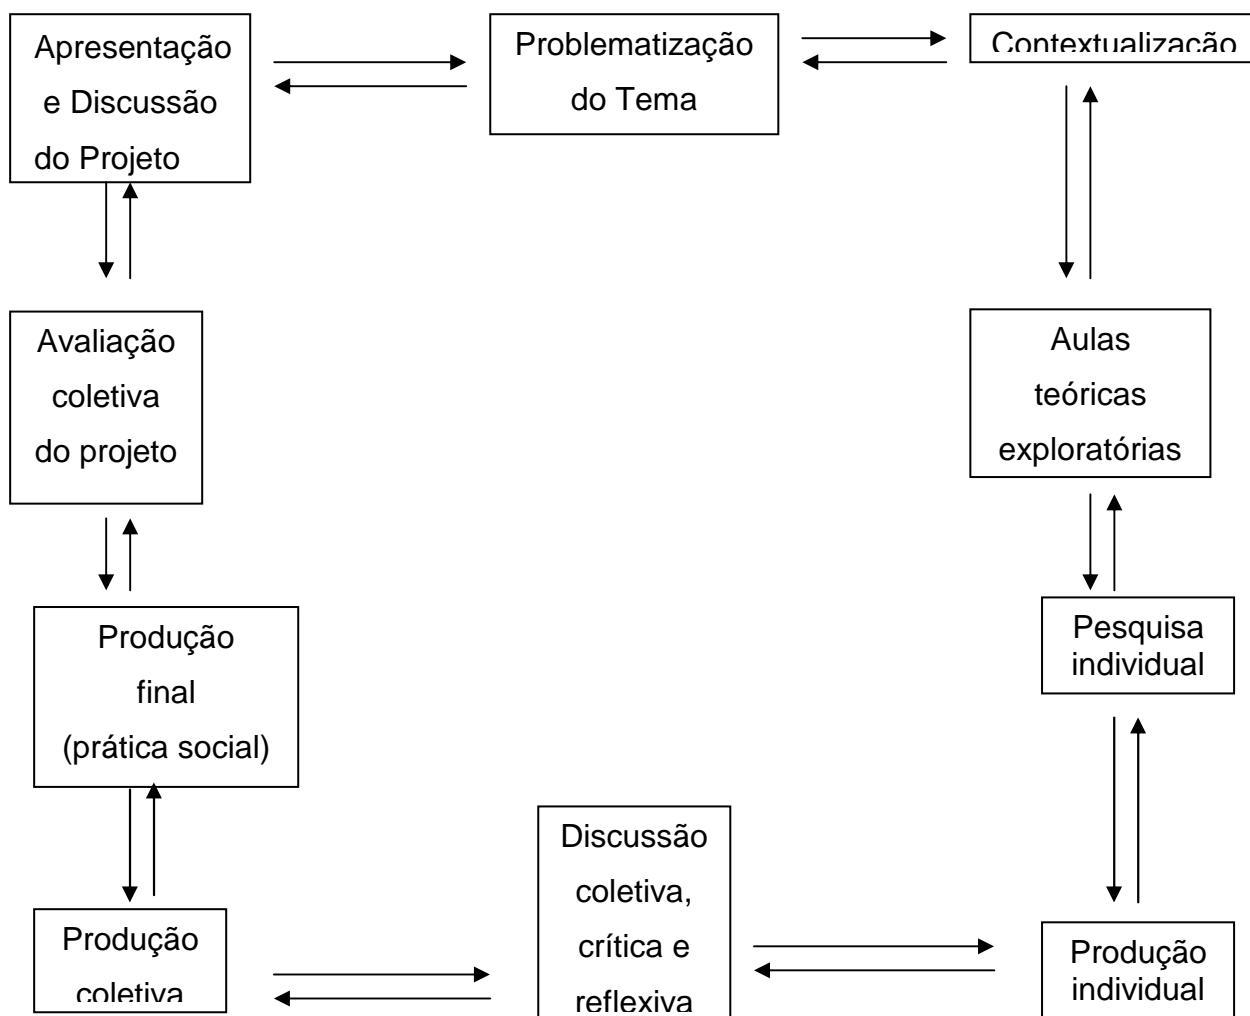 Apresentação
e Discussão
do Projeto
Problematização
do Tema
Contextualização
Avaliação
coletiva
do projeto
Aulas
teóricas
exploratórias
Produção
final
(prática social)
Pesquisa
individual
Discussão
coletiva,
crítica e
reflexiva
Produção
coletiva
Produção
individual